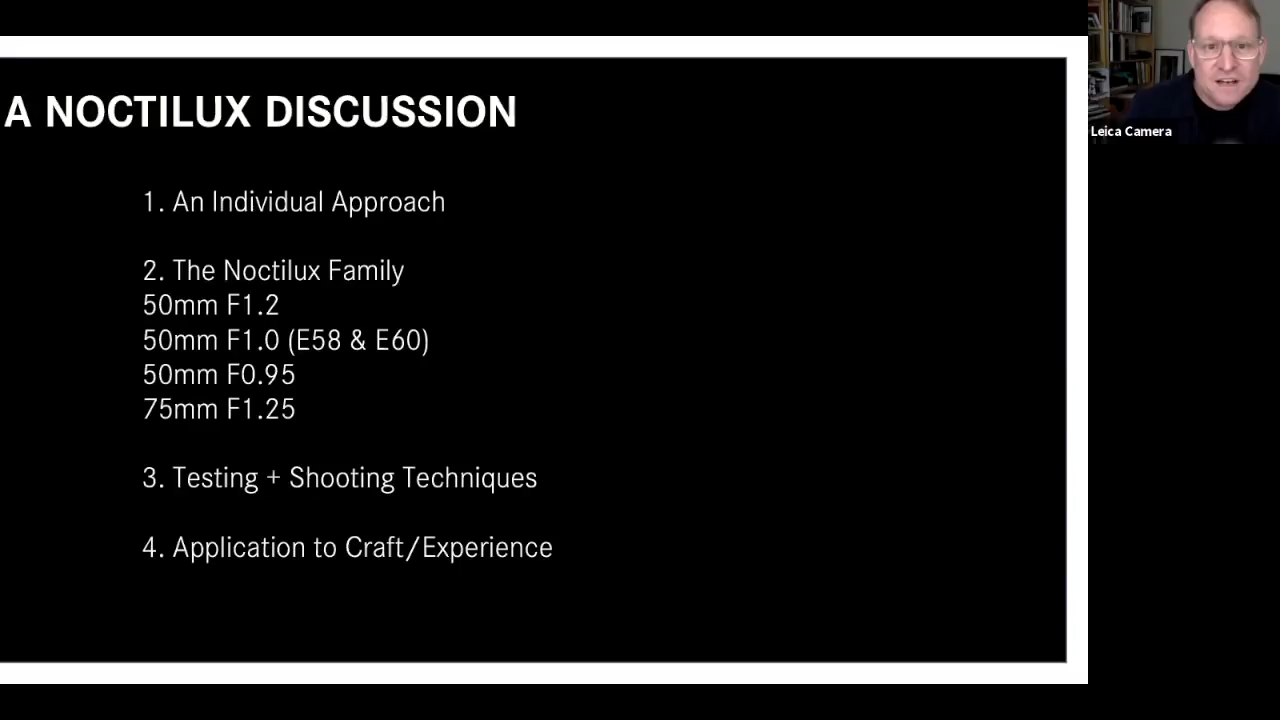 A NOCTILUX DISCUSSION
1. An Individual Approach
2. The Noctilux Family
50mm F1.2
50mm F1.0 (E58 & E60)
50mm F0.95
75mm F1.25
3. Testing + Shooting Techniques
4. Application to Craft/Experience
Leica Camera